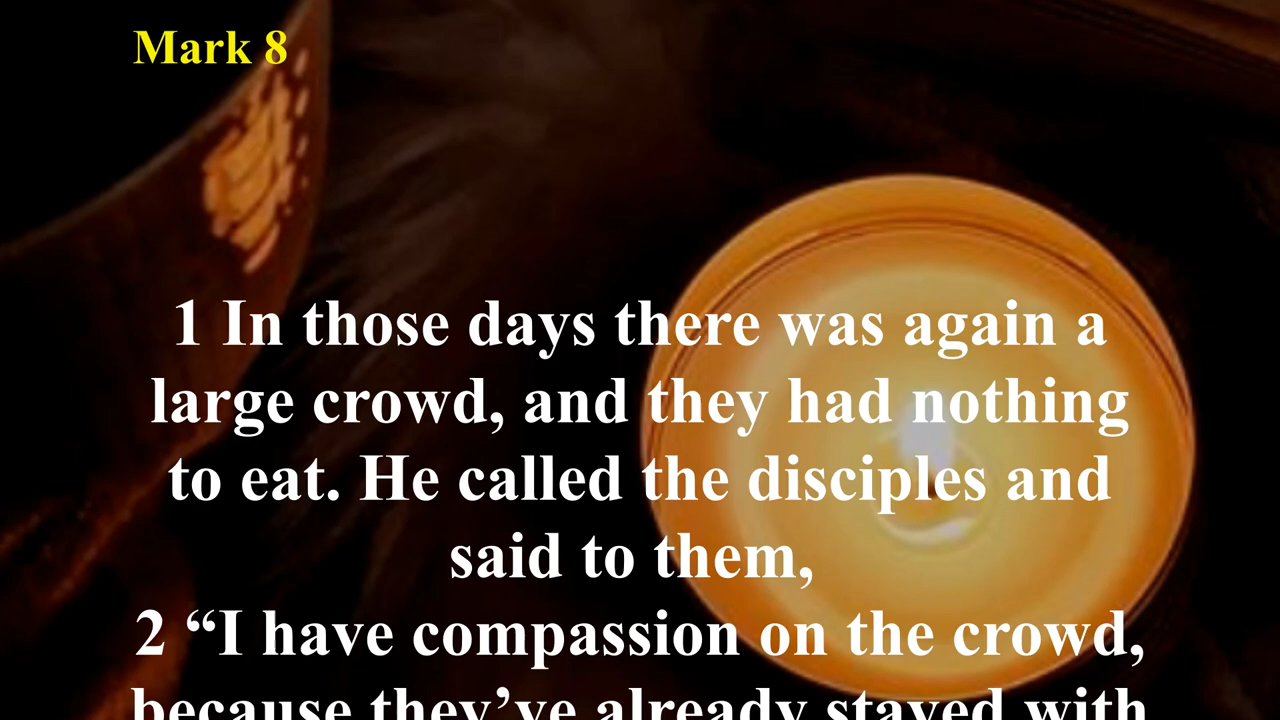 Mark 8
1 In those days there was again a
large crowd, and they had nothing
to eat. He called the disciples and
said to them,
2 “I have compassion on the crowd,
because they’ve already stayed with